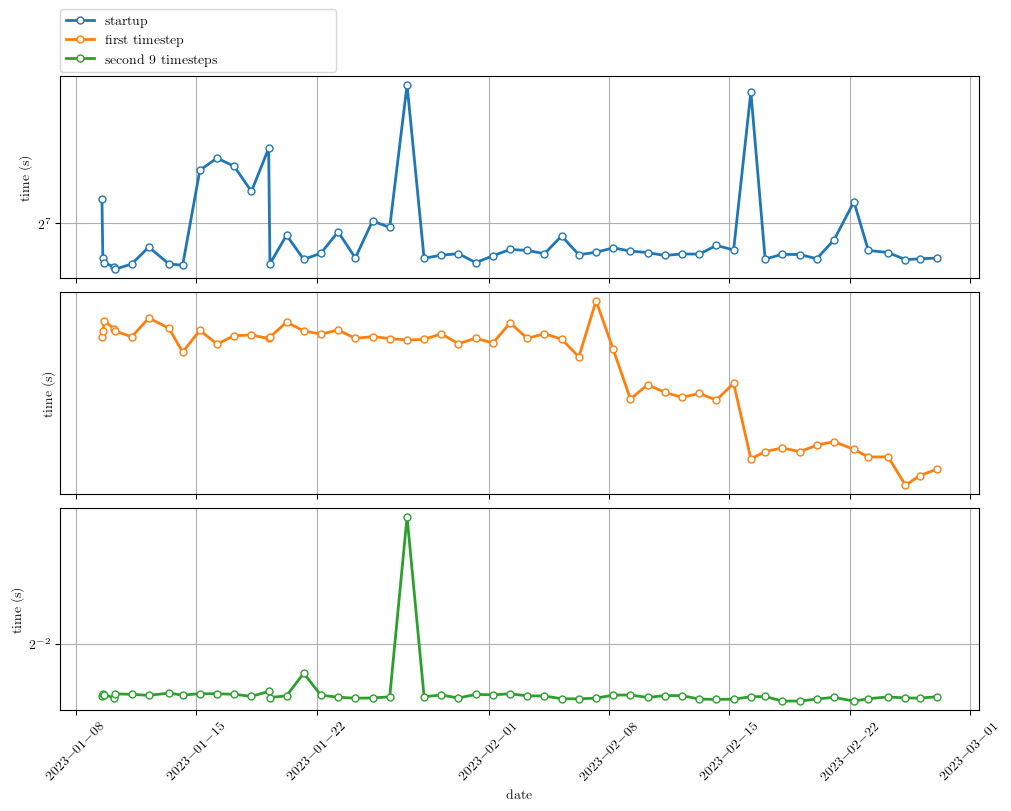 startup
first timestep
second 9 timesteps
time (s)
2^7
time (s)
time (s)
2^−2
2023−01−08
2023−01−15
2023−01−22
2023−02−01
2023−02−08
2023−02−15
2023−02−22
2023−03−01
date